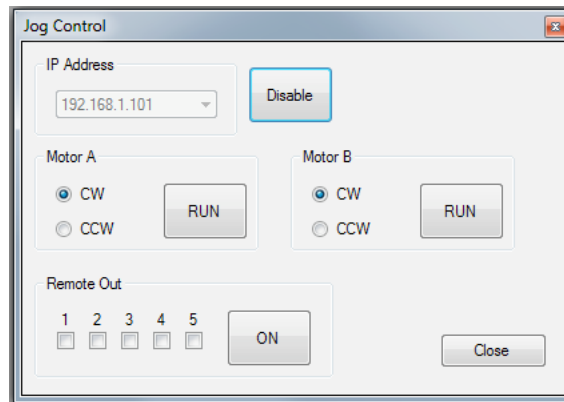 Jog Control
IP Address
192.168.1.101
Disable
Motor A
CW
CCW
RUN
Motor B
CW
CCW
RUN
Remote Out
1 2 3 4 5
ON
Close